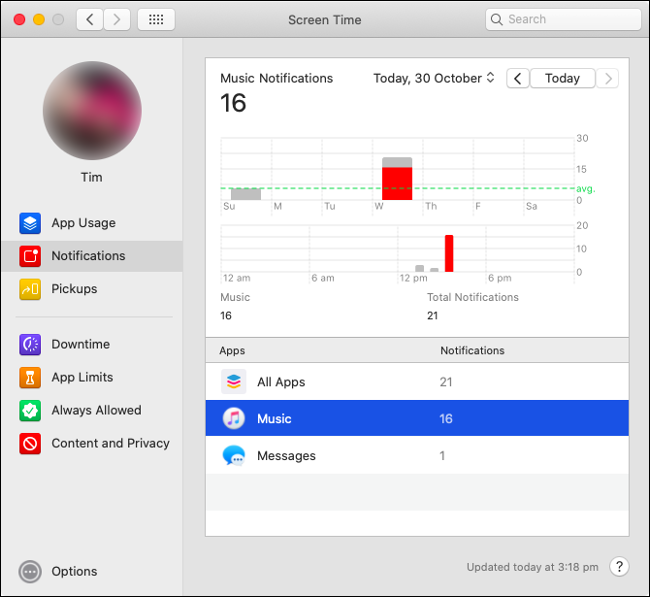 Screen Time
Search
Tim
App Usage
Notifications
Pickups
Downtime
App Limits
Always Allowed
Content and Privacy
Options
Music Notifications
Today, 30 October
Today
16
30
15
avg.
0
Su M Tu W Th F Sa
20
10
0
12 am 6 am 12 pm 6 pm
Music Total Notifications
16 21
Apps Notifications
All Apps 21
Music 16
Messages 1
Updated today at 3:18 pm ?